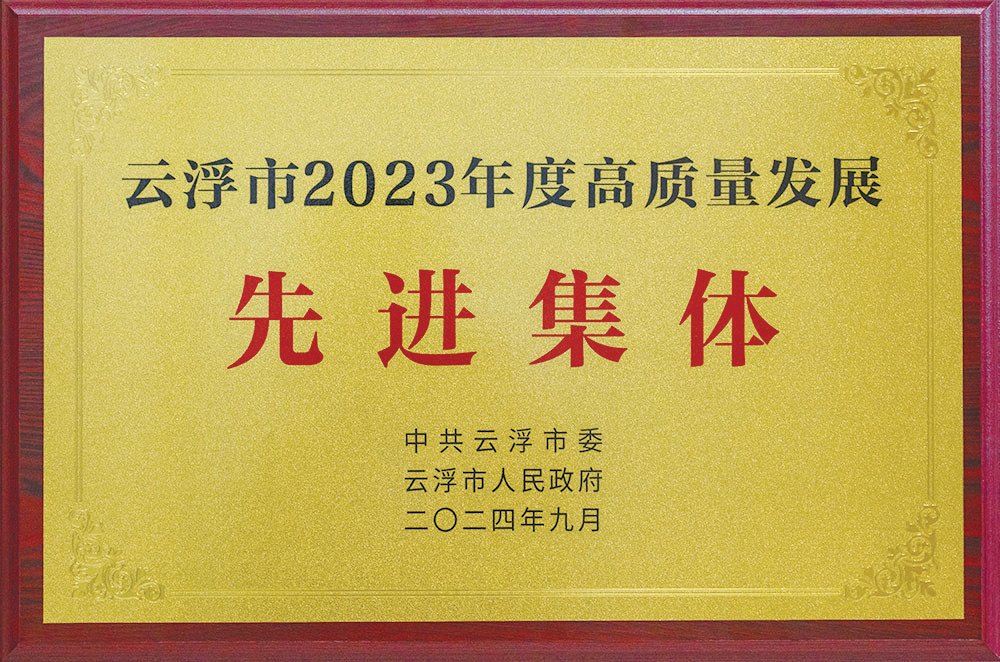 云浮市2023年度高质量发展
先进集体
中共云浮市委
云浮市人民政府
二〇二四年九月